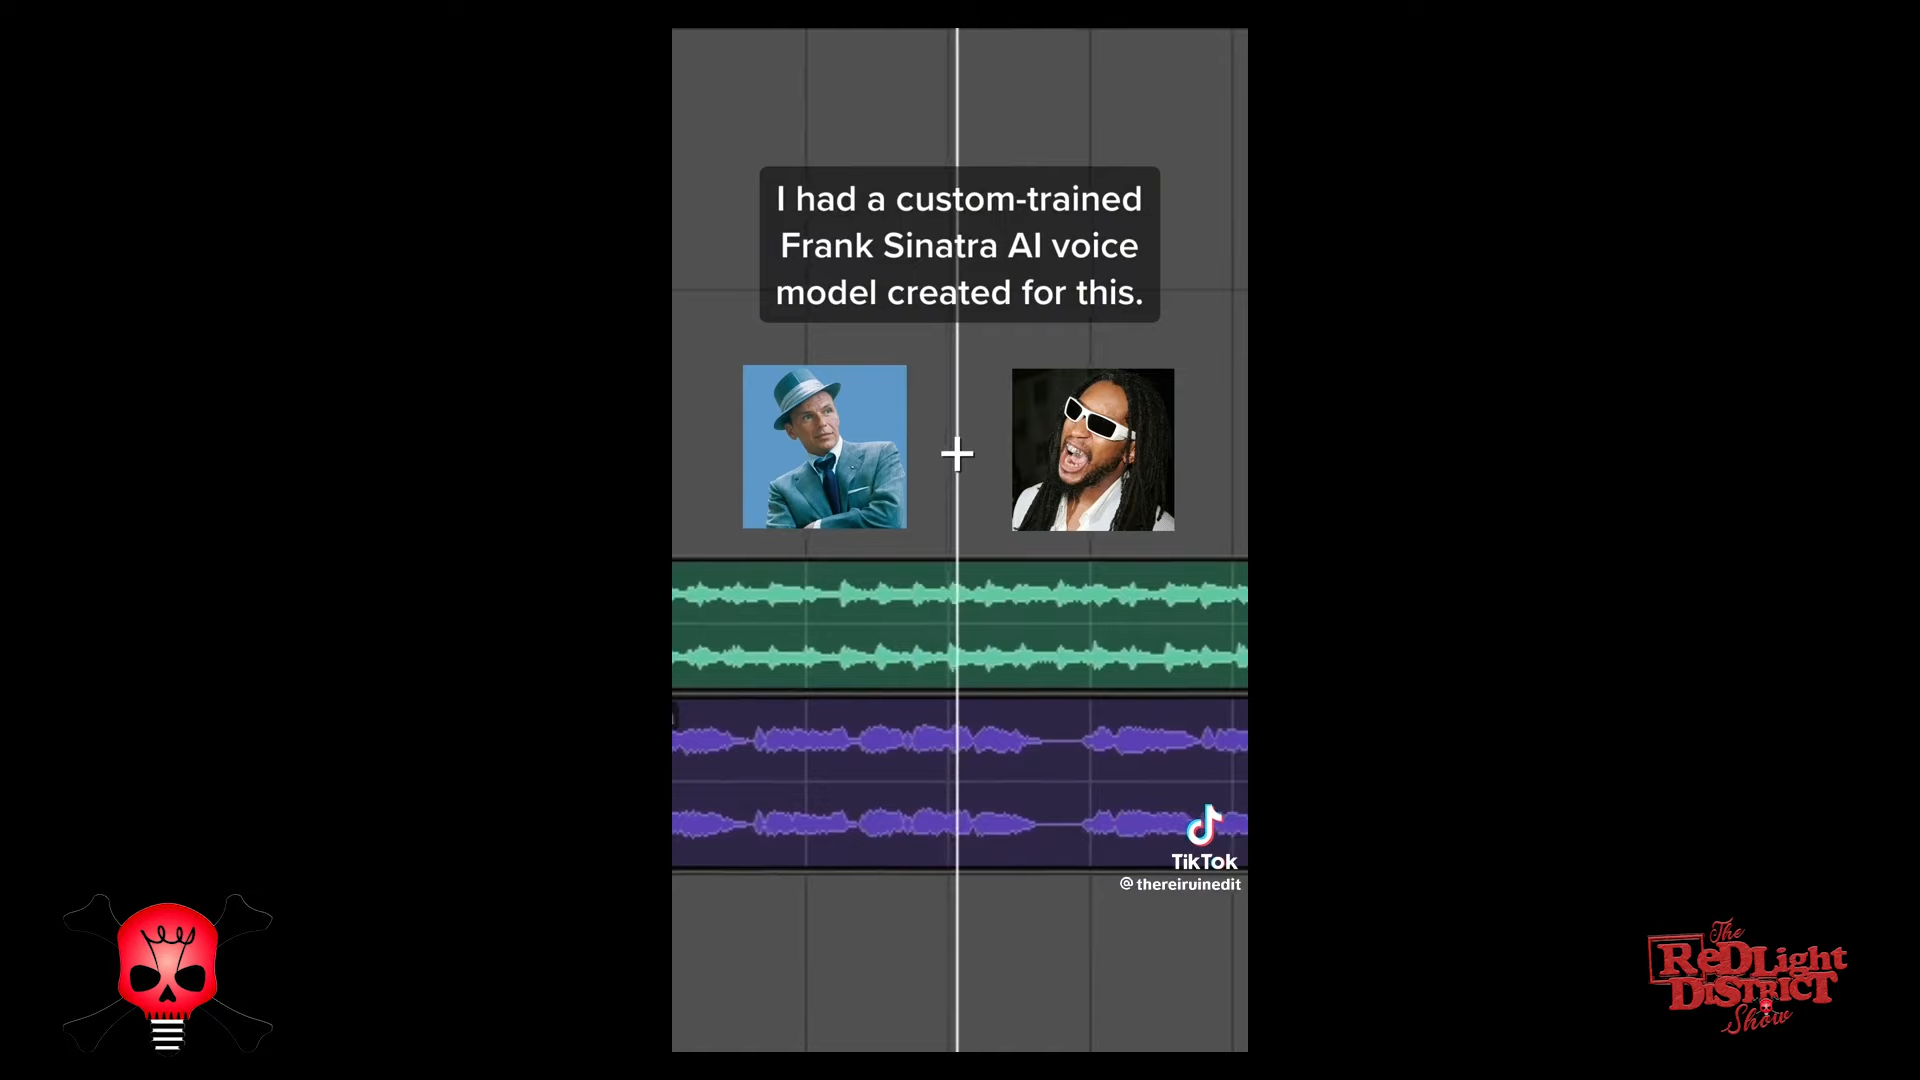 I had a custom-trained
Frank Sinatra AI voice
model created for this.
TikTok
@thereiruinedit
The
ReDLight
DiSTRiCT
Show